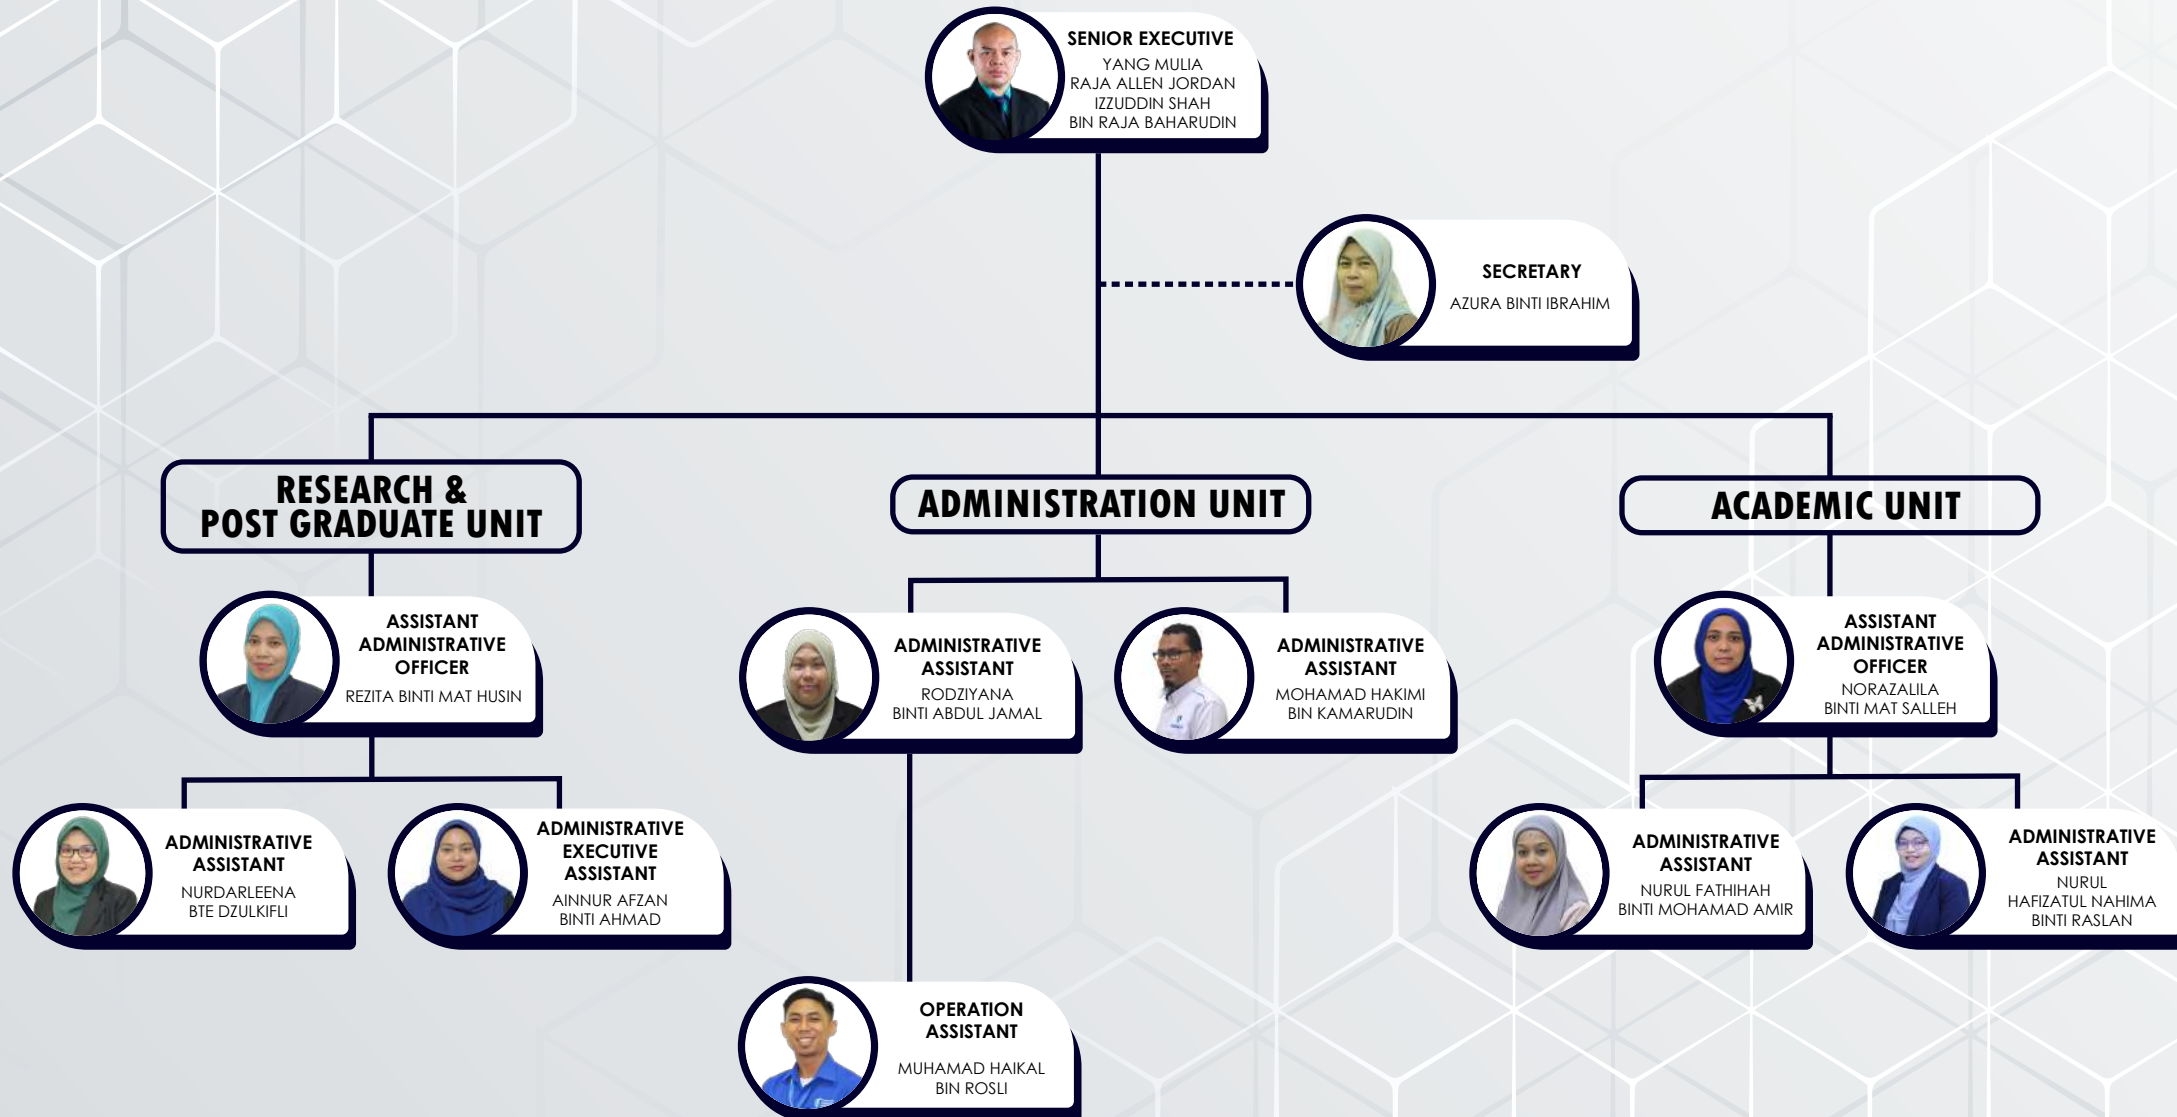 SENIOR EXECUTIVE
YANG MULIA
RAJA ALLEN JORDAN
IZZUDDIN SHAH
BIN RAJA BAHARUDIN
SECRETARY
AZURA BINTI IBRAHIM
RESEARCH &
POST GRADUATE UNIT
ADMINISTRATION UNIT
ACADEMIC UNIT
ASSISTANT
ADMINISTRATIVE
OFFICER
REZITA BINTI MAT HUSIN
ADMINISTRATIVE
ASSISTANT
RODZIYANA
BINTI ABDUL JAMAL
ADMINISTRATIVE
ASSISTANT
MOHAMAD HAKIMI
BIN KAMARUDIN
ASSISTANT
ADMINISTRATIVE
OFFICER
NORAZALILA
BINTI MAT SALLEH
ADMINISTRATIVE
ASSISTANT
NURDARLEENA
BTE DZULKIFLI
ADMINISTRATIVE
EXECUTIVE
ASSISTANT
AINNUR AFZAN
BINTI AHMAD
ADMINISTRATIVE
ASSISTANT
NURUL FATHIHAH
BINTI MOHAMAD AMIR
ADMINISTRATIVE
ASSISTANT
NURUL
HAFIZATUL NAHIMA
BINTI RASLAN
OPERATION
ASSISTANT
MUHAMAD HAIKAL
BIN ROSLI